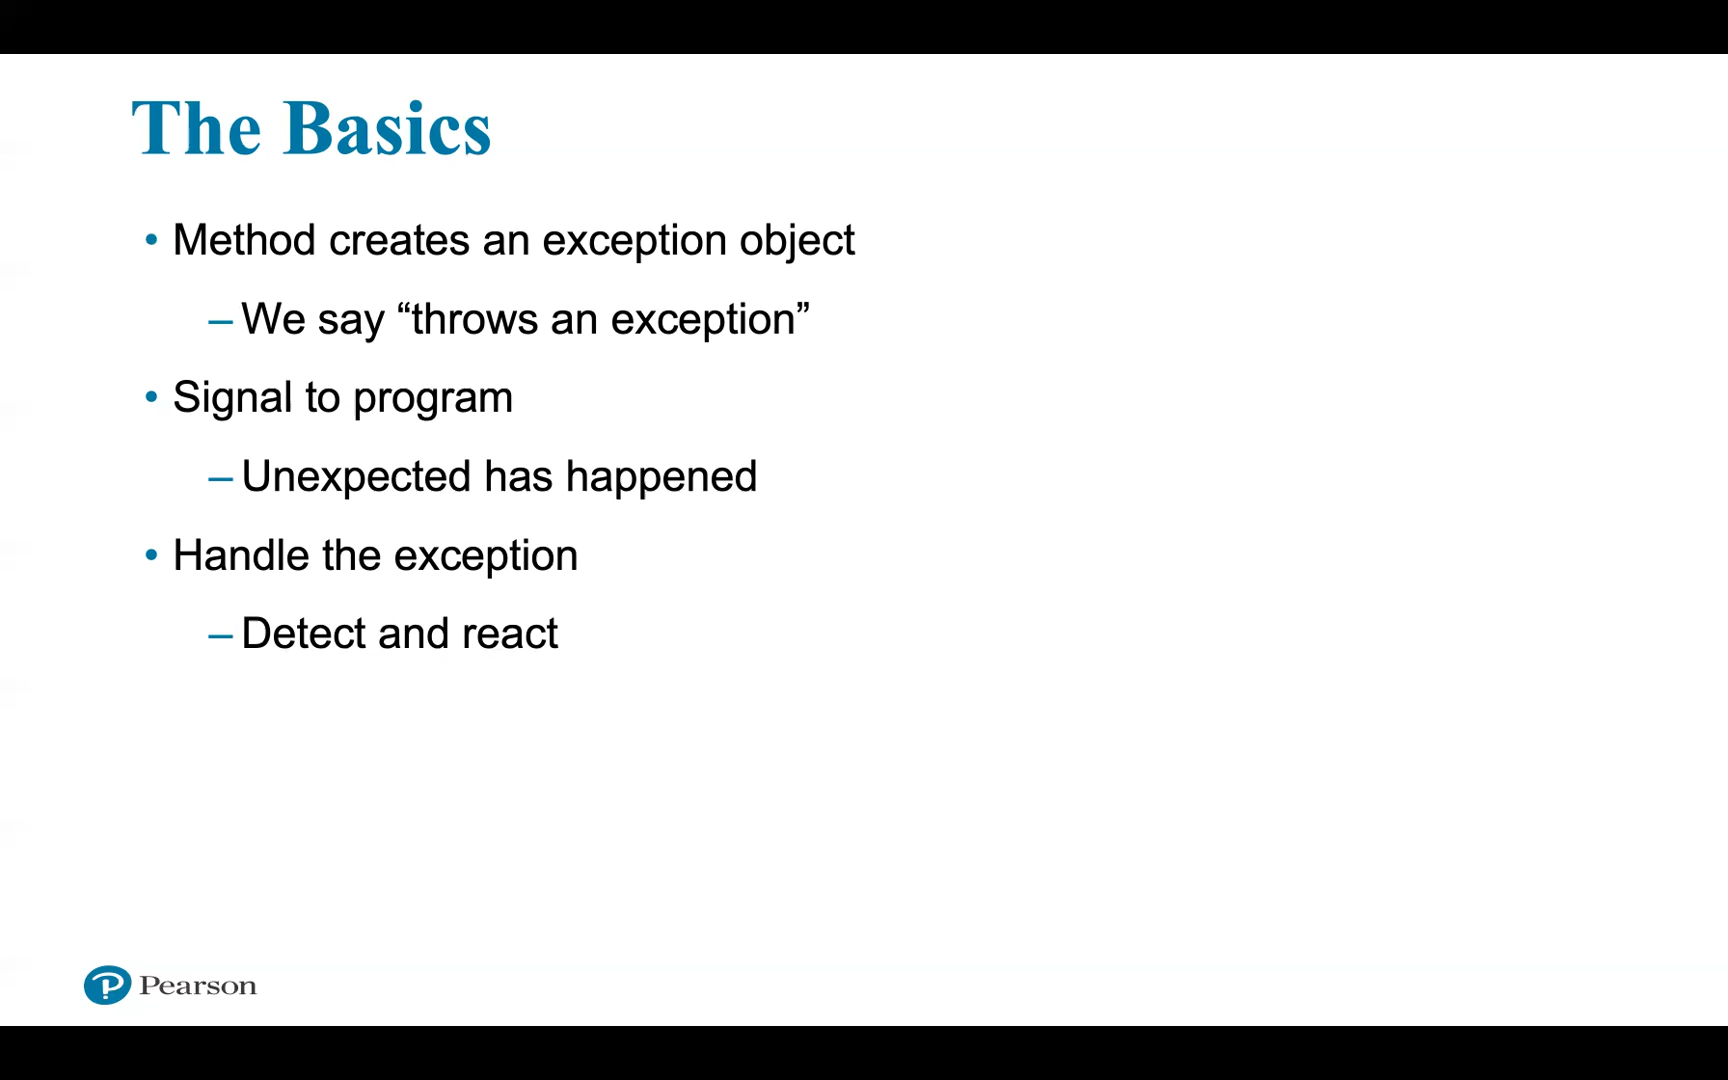 The Basics
• Method creates an exception object
– We say “throws an exception”
• Signal to program
– Unexpected has happened
• Handle the exception
– Detect and react
Pearson